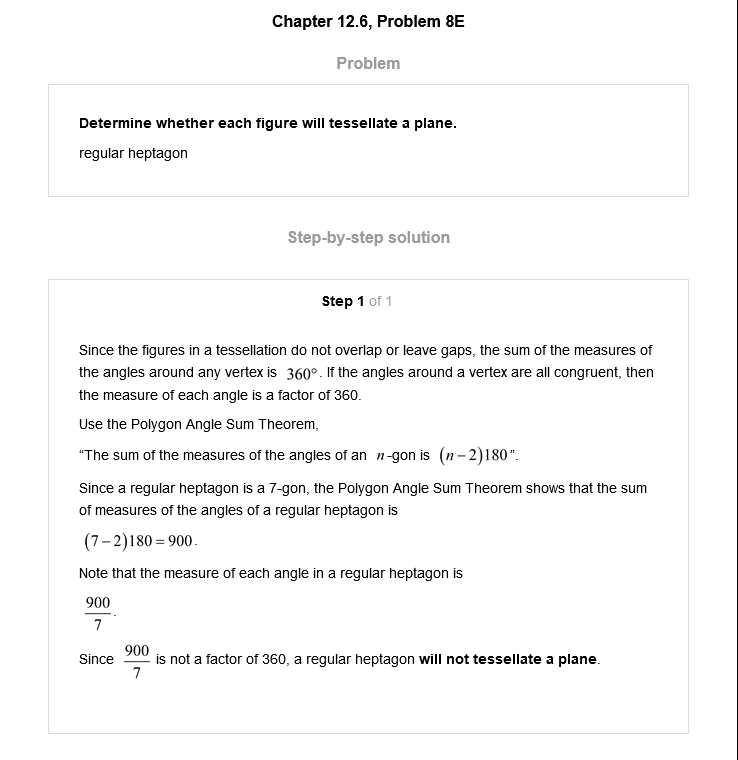 Chapter 12.6, Problem 8E
Problem
Determine whether each figure will tessellate a plane.
regular heptagon
Step-by-step solution
Step 1 of 1
Since the figures in a tessellation do not overlap or leave gaps, the sum of the measures of
the angles around any vertex is 360°. If the angles around a vertex are all congruent, then
the measure of each angle is a factor of 360.
Use the Polygon Angle Sum Theorem,
“The sum of the measures of the angles of an n-gon is (n−2)180”.
Since a regular heptagon is a 7-gon, the Polygon Angle Sum Theorem shows that the sum
of measures of the angles of a regular heptagon is
(7−2)180=900.
Note that the measure of each angle in a regular heptagon is
900/7.
Since 900/7 is not a factor of 360, a regular heptagon will not tessellate a plane.